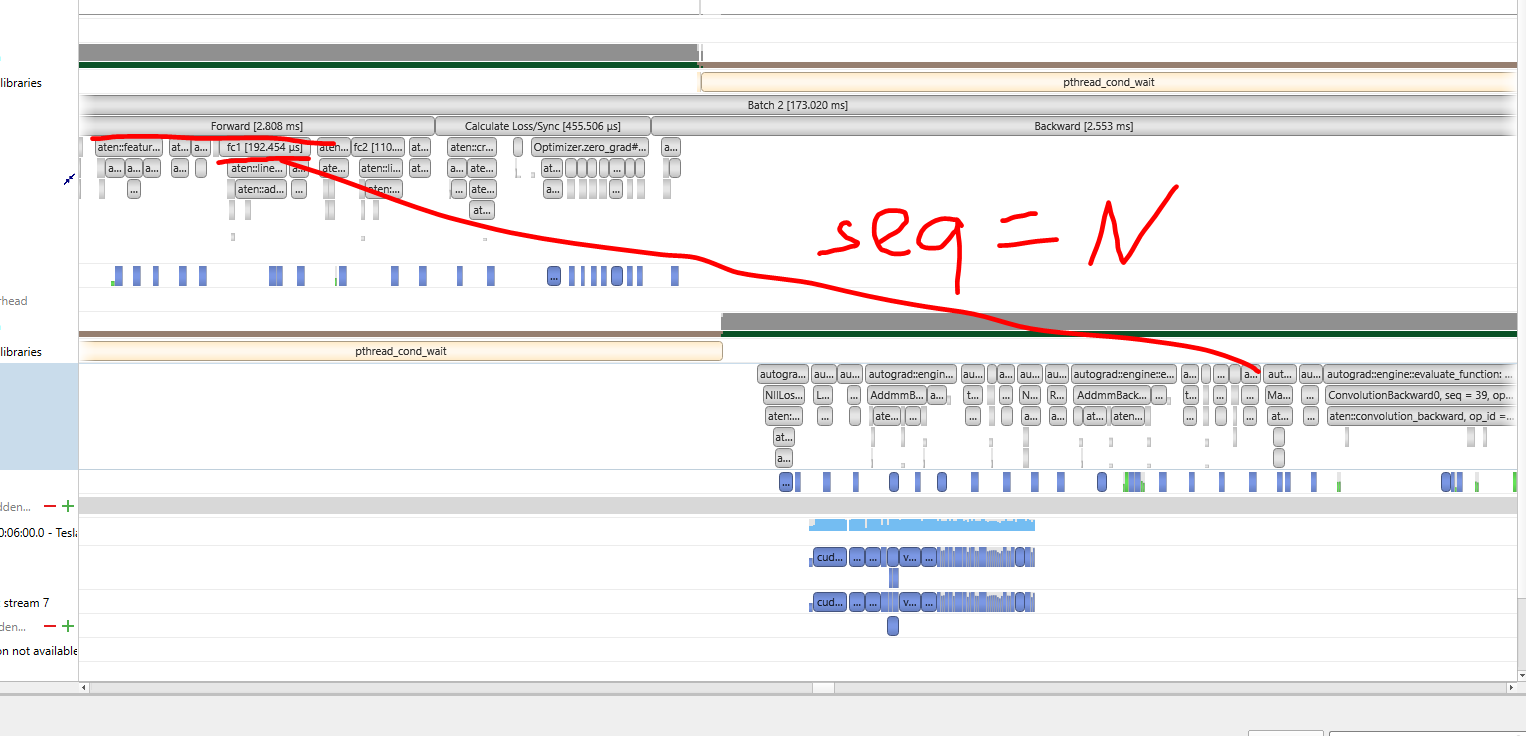 libraries
pthread_cond_wait
Batch 2 [173.020 ms]
Forward [2.808 ms]
Calculate Loss/Sync [455.506 µs]
Backward [2.553 ms]
aten::featur...
at...
a...
fc1 [192.454 µs]
aten...
fc2 [110....
at...
aten::cr...
Optimizer.zero_grad#...
a...
a... a... a...
a...
aten::line...
a...
ate...
aten::li...
at...
a... ate...
at...
...
...
aten::ad...
...
aten:...
... ate...
a...
...
at...
seq = N
...
...
rhead
libraries
pthread_cond_wait
autogra... au... au... autograd::engin... au... a... au... au... autograd::engine::e... a... ... a... aut... au... autograd::engine::evaluate_function: ...
NllLos... L... ... AddmmB... a... t... ... N... R... AddmmBack... ... t... ... ... Ma... ... ConvolutionBackward0, seq = 39, op...
aten:... ... ate... ... ... ... a... a... at... aten... ... ... ... at... ... aten::convolution_backward, op_id =...
at...
a...
...
dden...
0:06:00.0 - Tesla
cud... ... ... v... ...
stream 7
cud... ... ... v... ...
den...
on not available